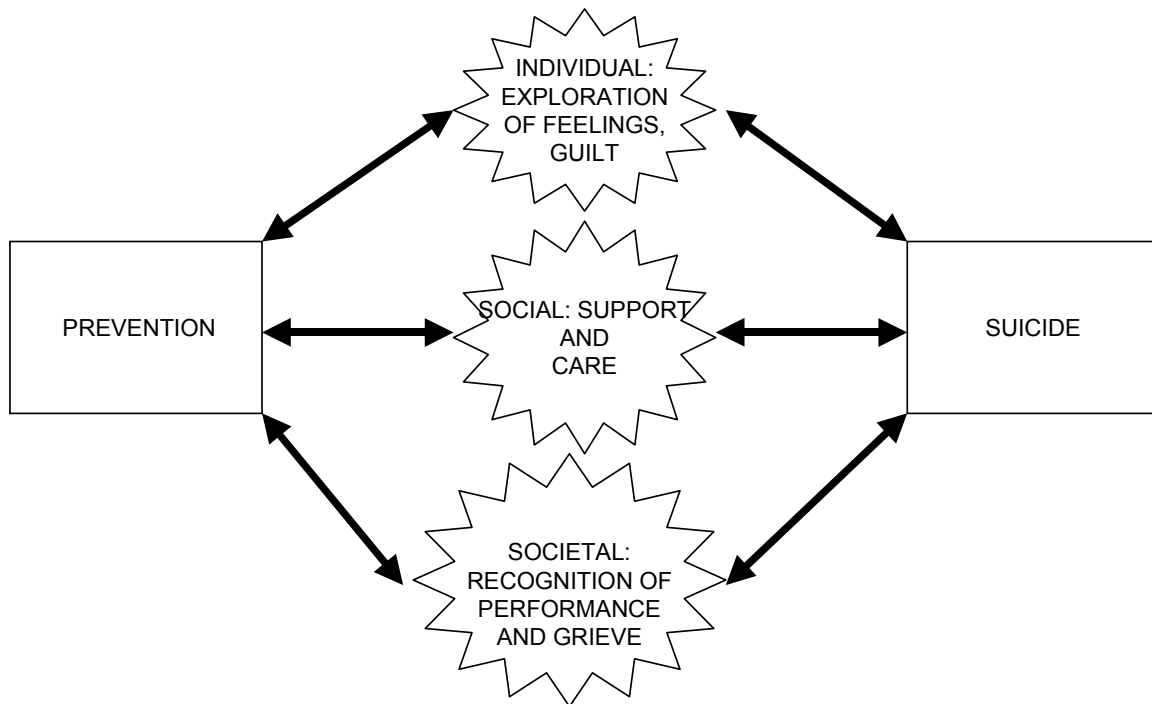 INDIVIDUAL:
EXPLORATION
OF FEELINGS,
GUILT
PREVENTION
SOCIAL: SUPPORT
AND
CARE
SUICIDE
SOCIETAL:
RECOGNITION OF
PERFORMANCE
AND GRIEVE